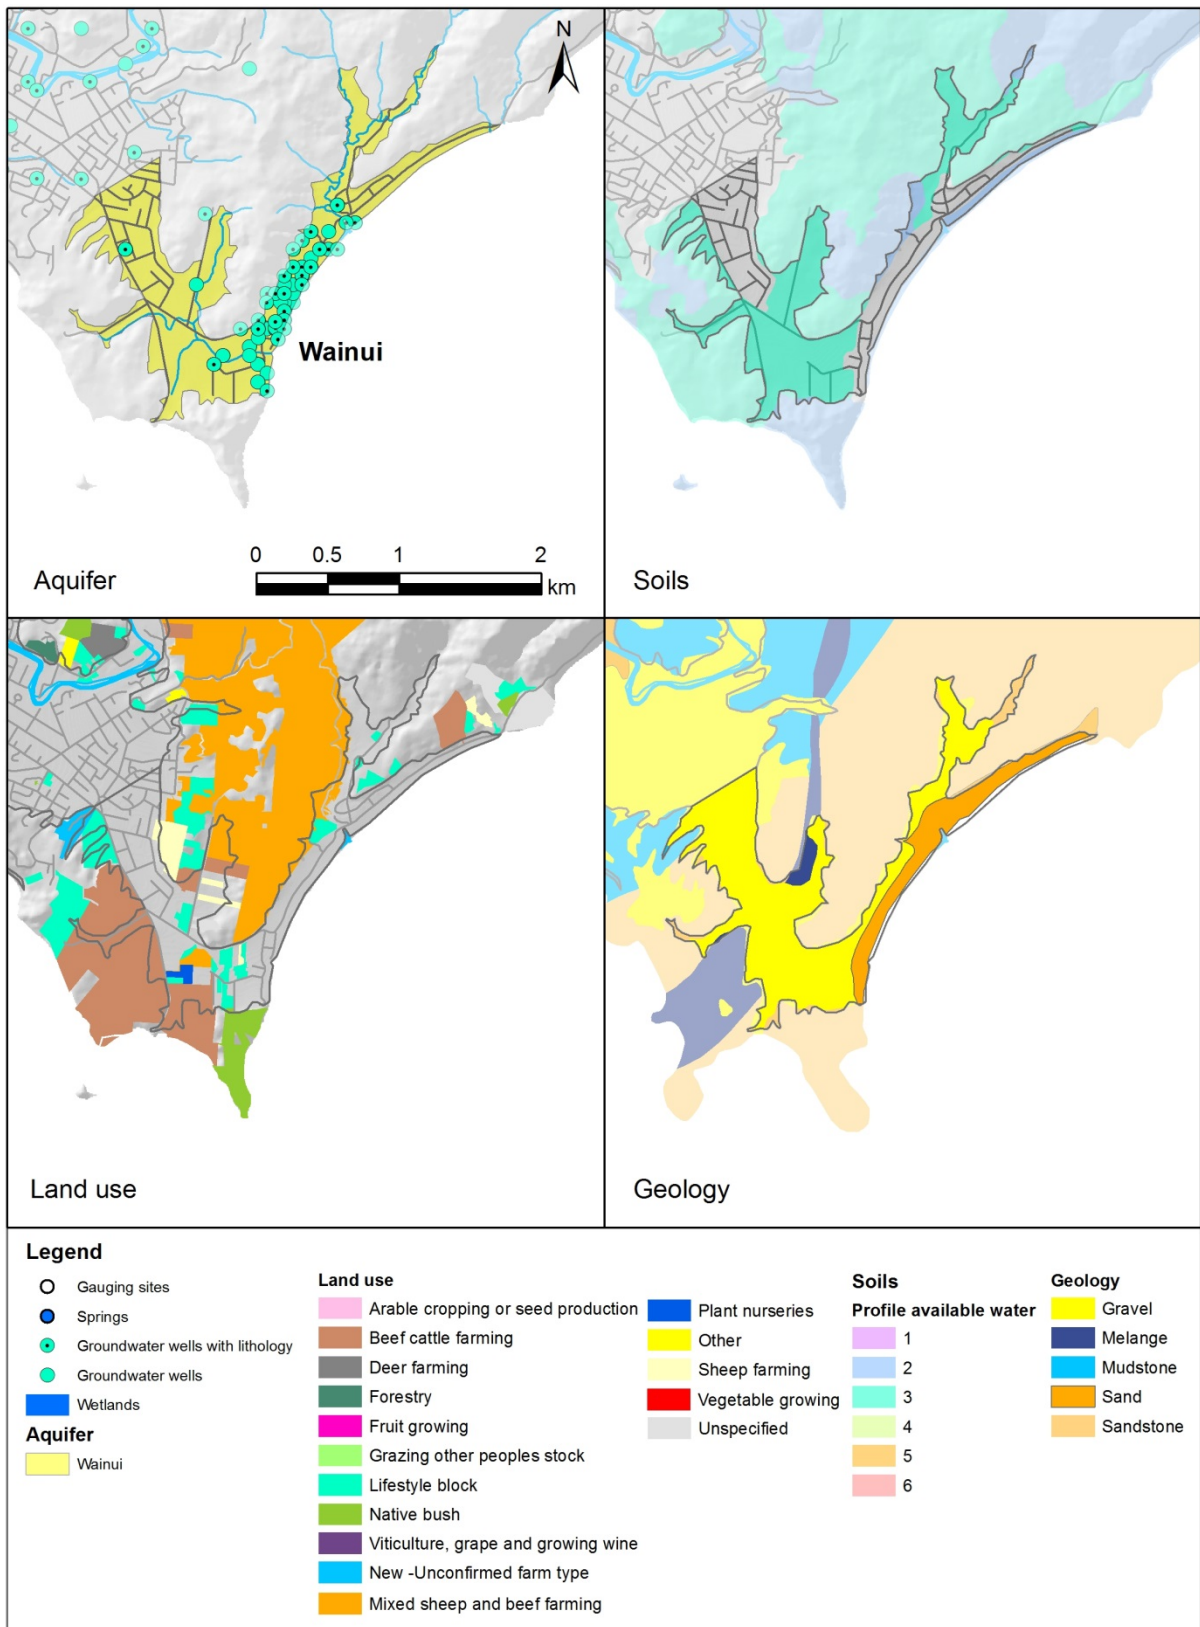 N
Wainui
0 0.5 1 2
km
Aquifer
Soils
Land use
Geology
Legend
Gauging sites
Springs
Groundwater wells with lithology
Groundwater wells
Wetlands
Aquifer
Wainui
Land use
Arable cropping or seed production
Beef cattle farming
Deer farming
Forestry
Fruit growing
Grazing other peoples stock
Lifestyle block
Native bush
Viticulture, grape and growing wine
New -Unconfirmed farm type
Mixed sheep and beef farming
Plant nurseries
Other
Sheep farming
Vegetable growing
Unspecified
Soils
Profile available water
1
2
3
4
5
6
Geology
Gravel
Melange
Mudstone
Sand
Sandstone